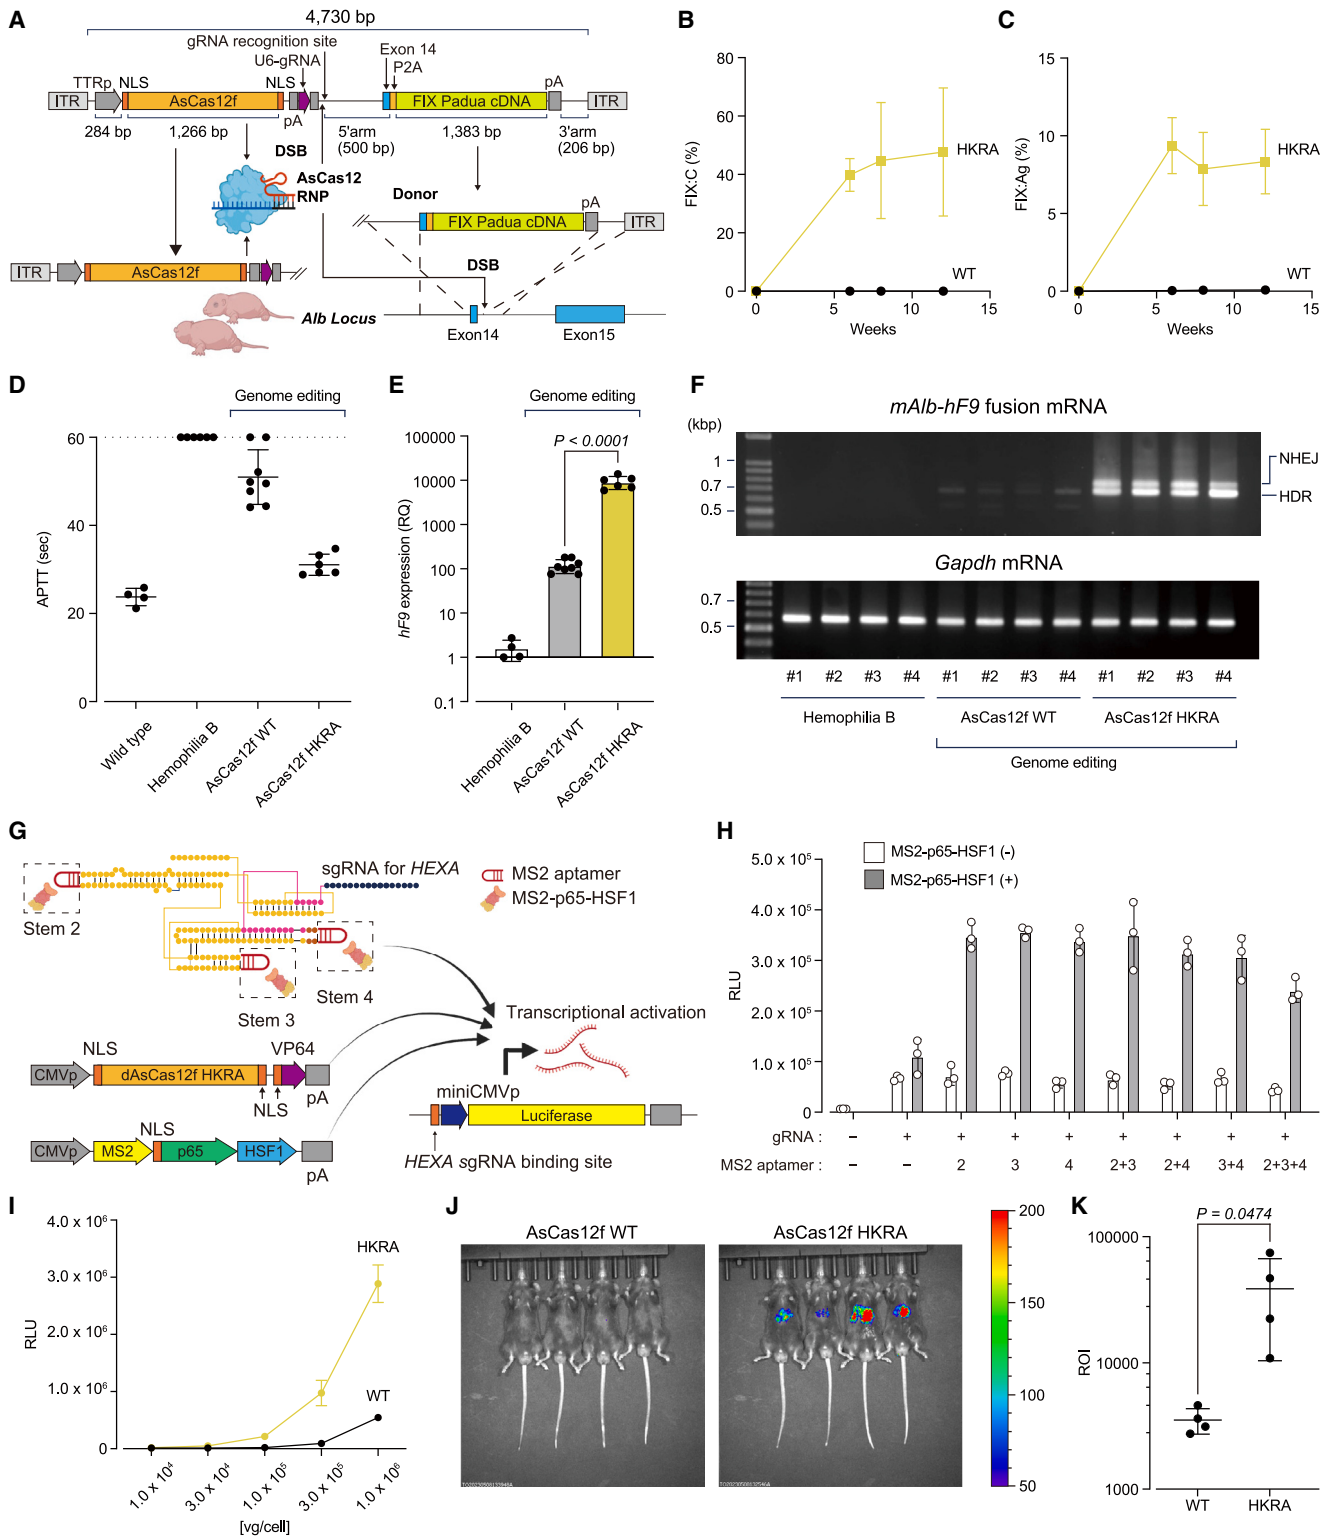 A
4,730 bp
gRNA recognition site
U6-gRNA
Exon 14
P2A
TTRp
NLS
NLS
pA
ITR
AsCas12f
FIX Padua cDNA
ITR
pA
284 bp
1,266 bp
5'arm
(500 bp)
1,383 bp
3'arm
(206 bp)
DSB
AsCas12
RNP
Donor
pA
FIX Padua cDNA
ITR
DSB
ITR
AsCas12f
Alb Locus
Exon14
Exon15
B
FIX:C (%)
80
60
40
20
0
HKRA
WT
0
5
10
15
Weeks
C
FIX:Ag (%)
15
10
5
0
HKRA
WT
0
5
10
15
Weeks
D
Genome editing
APTT (sec)
60
40
20
0
Wild type
Hemophilia B
AsCas12f WT
AsCas12f HKRA
E
Genome editing
P < 0.0001
hF9 expression (RQ)
100000
10000
1000
100
10
1
0.1
Hemophilia B
AsCas12f WT
AsCas12f HKRA
F
mAlb-hF9 fusion mRNA
(kbp)
1
0.7
0.5
NHEJ
HDR
Gapdh mRNA
0.7
0.5
#1 #2 #3 #4 #1 #2 #3 #4 #1 #2 #3 #4
Hemophilia B
AsCas12f WT
AsCas12f HKRA
Genome editing
G
sgRNA for HEXA
MS2 aptamer
MS2-p65-HSF1
Stem 2
Stem 3
Stem 4
Transcriptional activation
NLS
VP64
CMVp
dAsCas12f HKRA
NLS
pA
miniCMVp
Luciferase
HEXA sgRNA binding site
NLS
CMVp
MS2
p65
HSF1
pA
H
MS2-p65-HSF1 (-)
MS2-p65-HSF1 (+)
RLU
5.0 x 10⁵
4.0 x 10⁵
3.0 x 10⁵
2.0 x 10⁵
1.0 x 10⁵
0
gRNA : – + + + + + + + +
MS2 aptamer : – – 2 3 4 2+3 2+4 3+4 2+3+4
I
RLU
4.0 x 10⁶
3.0 x 10⁶
2.0 x 10⁶
1.0 x 10⁶
0
HKRA
WT
1.0 x 10⁴
3.0 x 10⁴
1.0 x 10⁵
3.0 x 10⁵
1.0 x 10⁶
[vg/cell]
J
AsCas12f WT
AsCas12f HKRA
200
150
100
50
K
P = 0.0474
ROI
100000
10000
1000
WT
HKRA